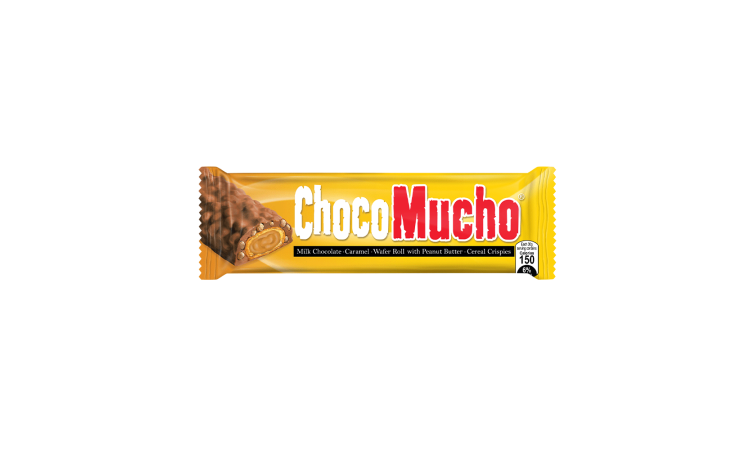 ChocoMucho®
Milk Chocolate·Caramel·Wafer Roll with Peanut Butter·Cereal Crispies
Calories
150
6%